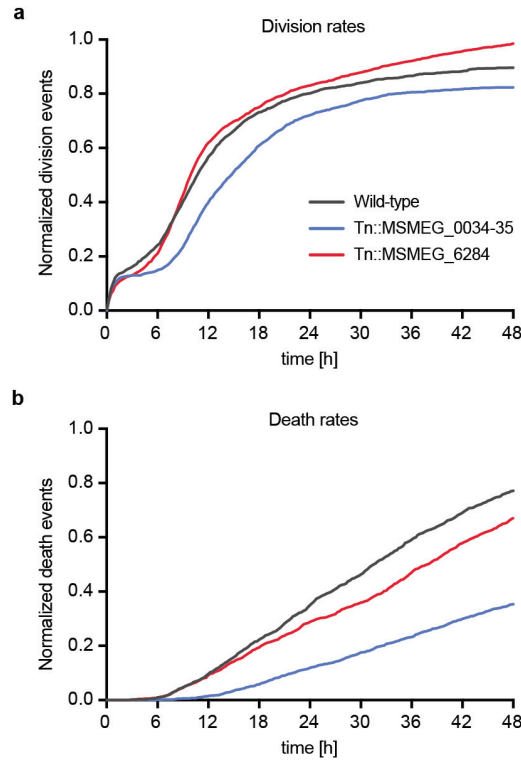 a
Division rates
Normalized division events
1.0
0.8
0.6
0.4
0.2
0.0
Wild-type
Tn::MSMEG_0034-35
Tn::MSMEG_6284
0 6 12 18 24 30 36 42 48
time [h]
b
Death rates
Normalized death events
1.0
0.8
0.6
0.4
0.2
0.0
0 6 12 18 24 30 36 42 48
time [h]